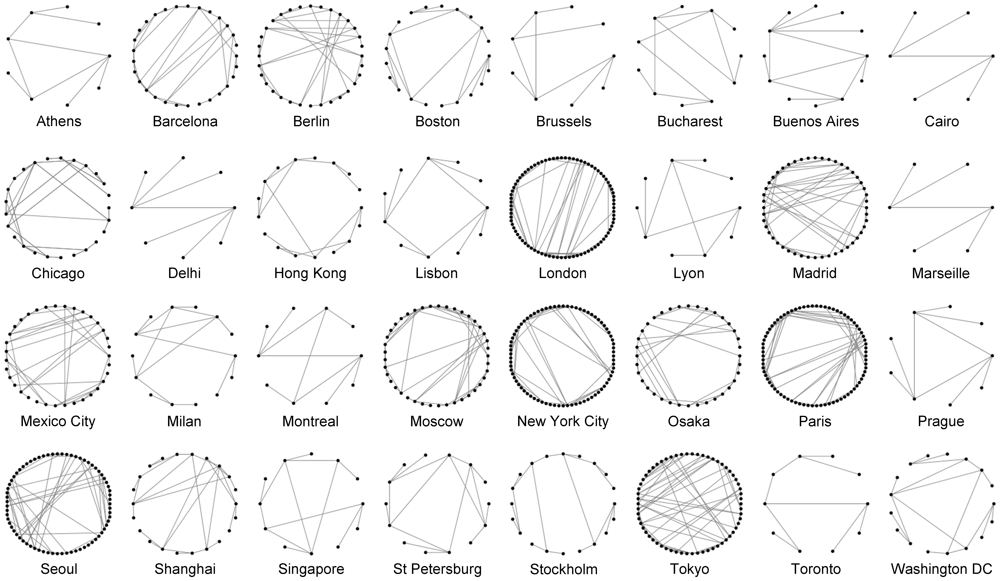 Athens Barcelona Berlin Boston Brussels Bucharest Buenos Aires Cairo
Chicago Delhi Hong Kong Lisbon London Lyon Madrid Marseille
Mexico City Milan Montreal Moscow New York City Osaka Paris Prague
Seoul Shanghai Singapore St Petersburg Stockholm Tokyo Toronto Washington DC